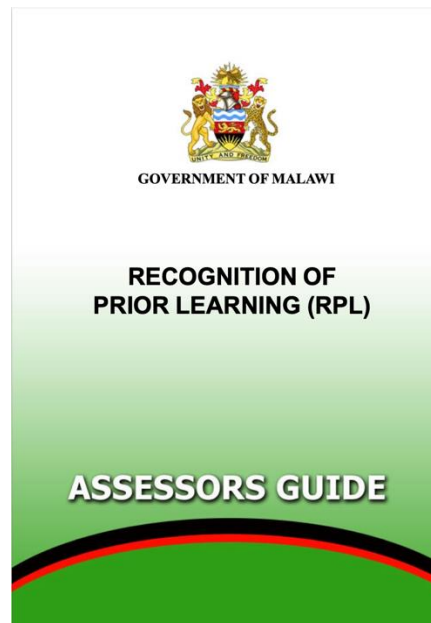 UNITY AND FREEDOM
GOVERNMENT OF MALAWI
RECOGNITION OF
PRIOR LEARNING (RPL)
ASSESSORS GUIDE